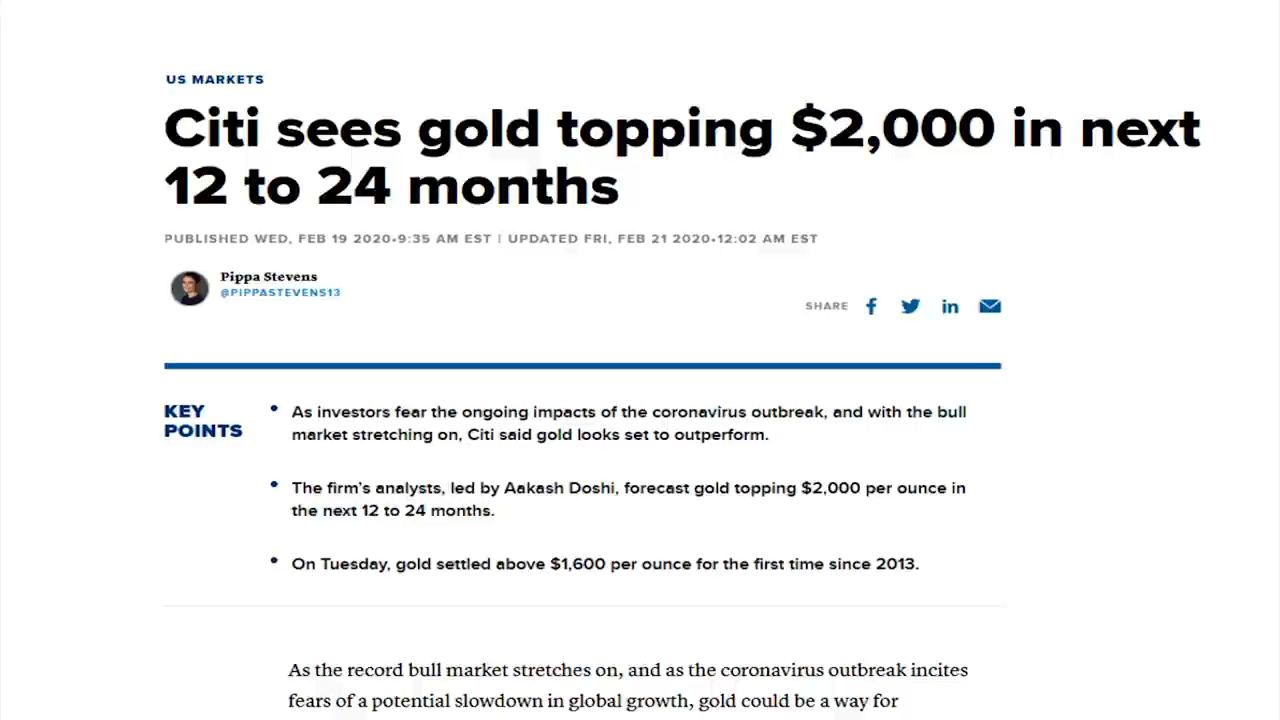 US MARKETS
Citi sees gold topping $2,000 in next
12 to 24 months
PUBLISHED WED, FEB 19 2020•9:35 AM EST | UPDATED FRI, FEB 21 2020•12:02 AM EST
Pippa Stevens
@PIPPASTEVENS13
SHARE
KEY
POINTS
• As investors fear the ongoing impacts of the coronavirus outbreak, and with the bull
market stretching on, Citi said gold looks set to outperform.
• The firm's analysts, led by Aakash Doshi, forecast gold topping $2,000 per ounce in
the next 12 to 24 months.
• On Tuesday, gold settled above $1,600 per ounce for the first time since 2013.
As the record bull market stretches on, and as the coronavirus outbreak incites
fears of a potential slowdown in global growth, gold could be a way for